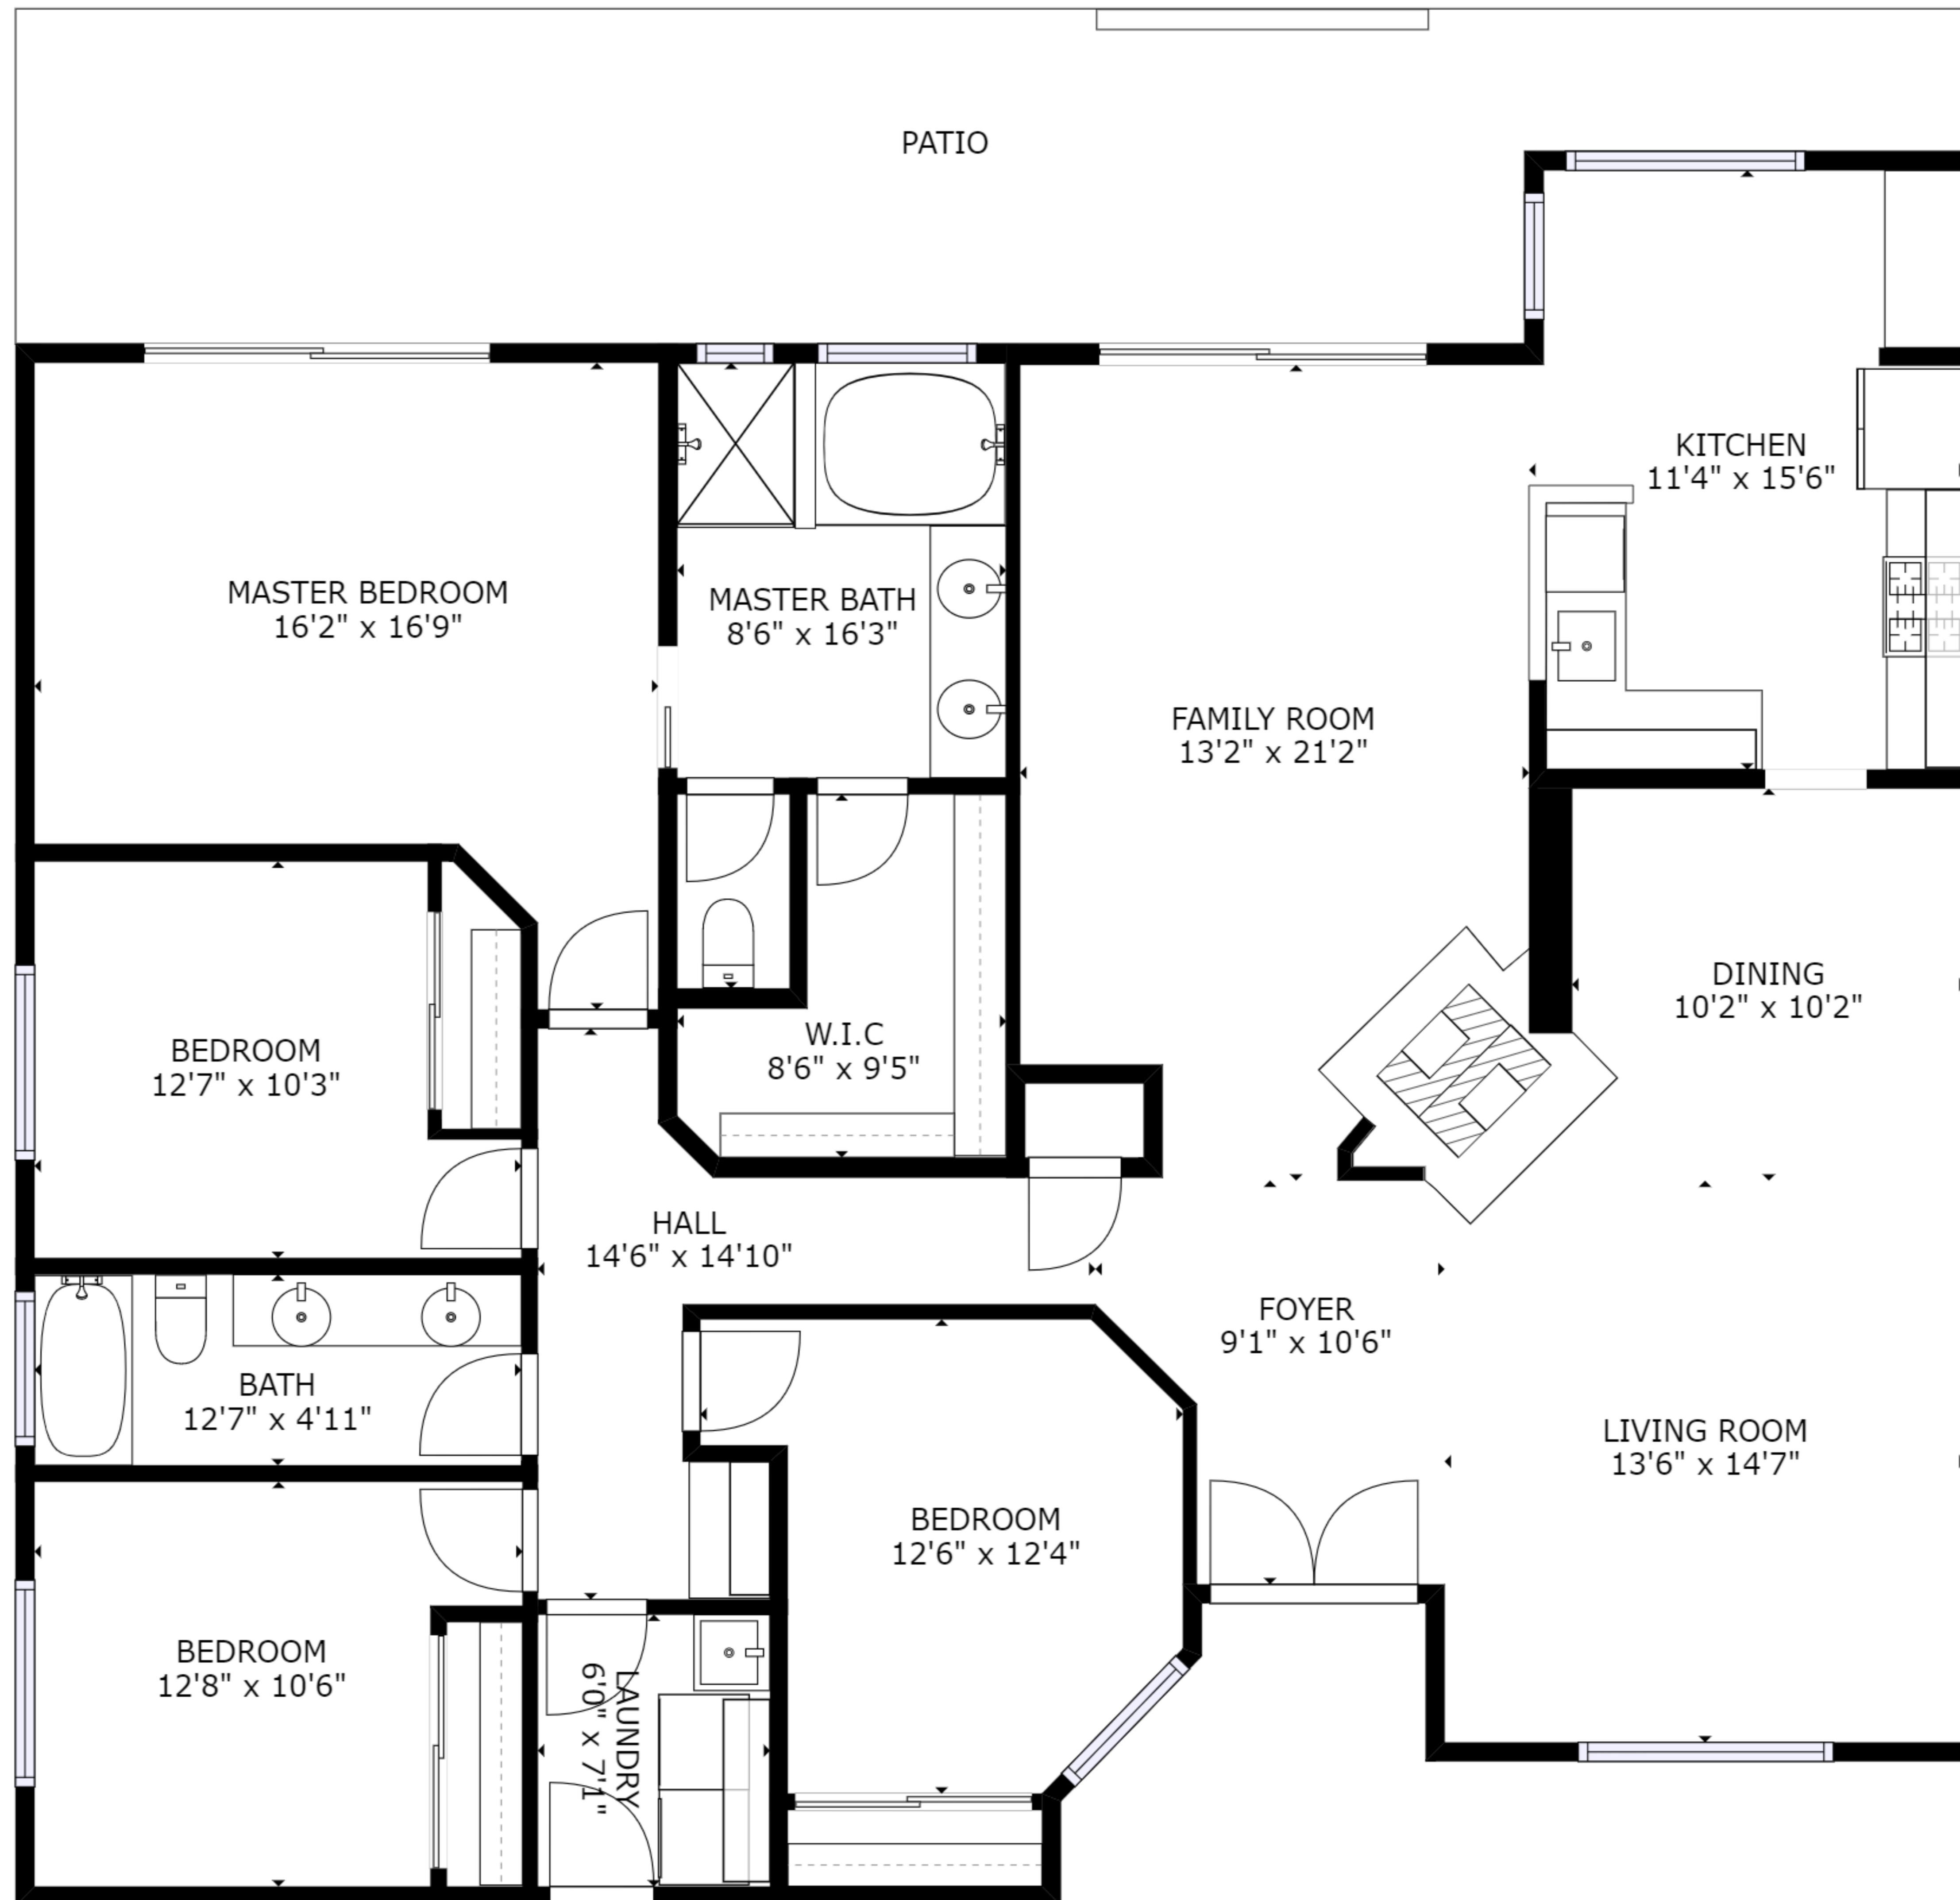 PATIO
KITCHEN
11'4" x 15'6"
MASTER BEDROOM
16'2" x 16'9"
MASTER BATH
8'6" x 16'3"
FAMILY ROOM
13'2" x 21'2"
DINING
10'2" x 10'2"
BEDROOM
12'7" x 10'3"
W.I.C
8'6" x 9'5"
HALL
14'6" x 14'10"
FOYER
9'1" x 10'6"
BATH
12'7" x 4'11"
LIVING ROOM
13'6" x 14'7"
BEDROOM
12'6" x 12'4"
BEDROOM
12'8" x 10'6"
LAUNDRY
6'0" x 7'1"